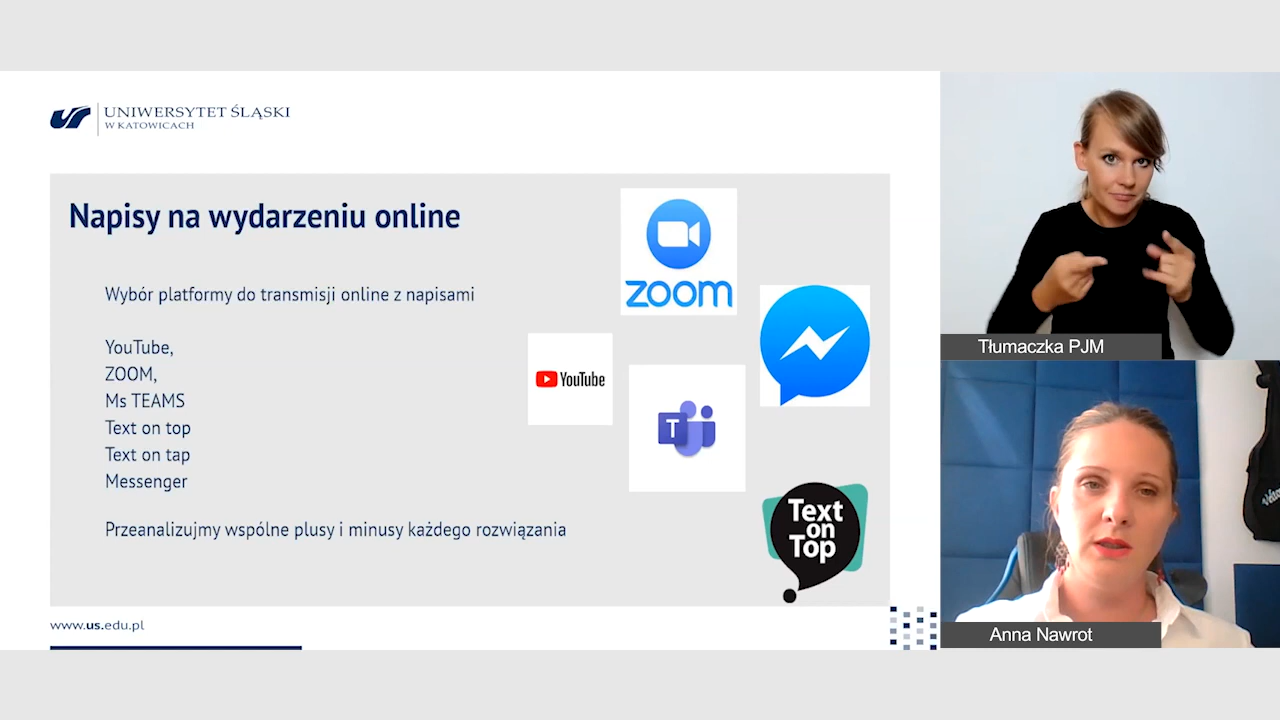 UNIWERSYTET ŚLĄSKI
W KATOWICACH
Napisy na wydarzeniu online
Wybór platformy do transmisji online z napisami
YouTube,
ZOOM,
Ms TEAMS
Text on top
Text on tap
Messenger
Przeanalizujmy wspólne plusy i minusy każdego rozwiązania
zoom
YouTube
T
Text
on
Top
www.us.edu.pl
Tłumaczka PJM
Anna Nawrot